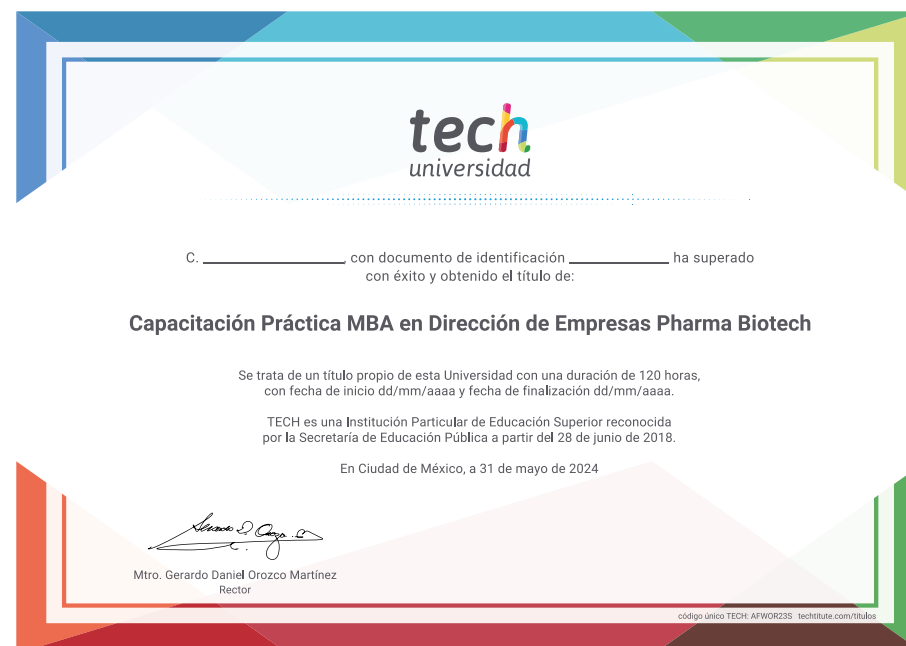 tech
universidad
C. ____________________, con documento de identificación ______________ ha superado
con éxito y obtenido el título de:
Capacitación Práctica MBA en Dirección de Empresas Pharma Biotech
Se trata de un título propio de esta Universidad con una duración de 120 horas,
con fecha de inicio dd/mm/aaaa y fecha de finalización dd/mm/aaaa.
TECH es una Institución Particular de Educación Superior reconocida
por la Secretaría de Educación Pública a partir del 28 de junio de 2018.
En Ciudad de México, a 31 de mayo de 2024
Mtro. Gerardo Daniel Orozco Martínez
Rector
código único TECH: AFWOR23S techtitute.com/titulos